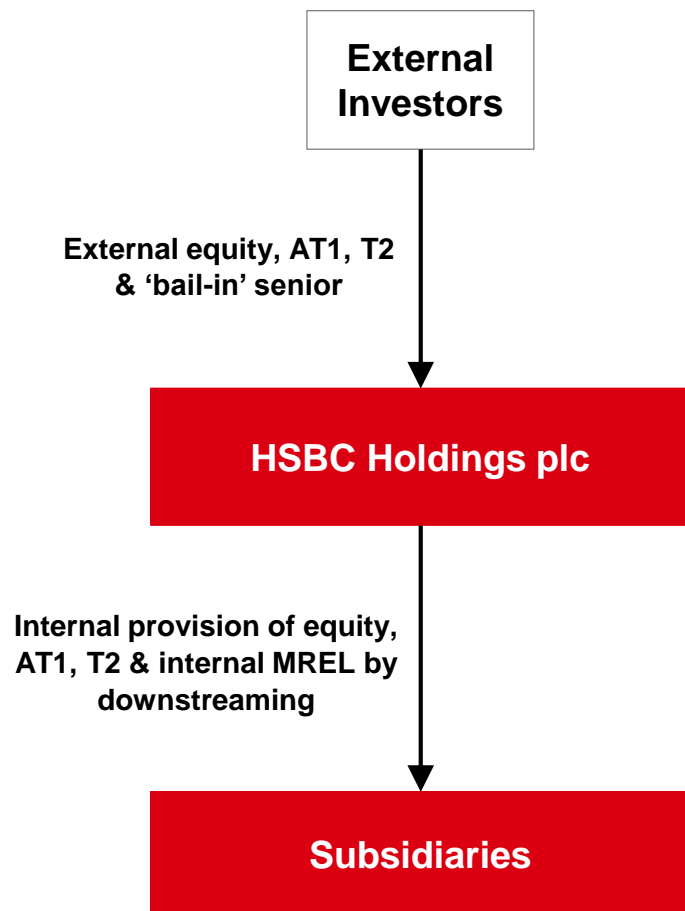 External
Investors
External equity, AT1, T2
& ‘bail-in’ senior
HSBC Holdings plc
Internal provision of equity,
AT1, T2 & internal MREL by
downstreaming
Subsidiaries